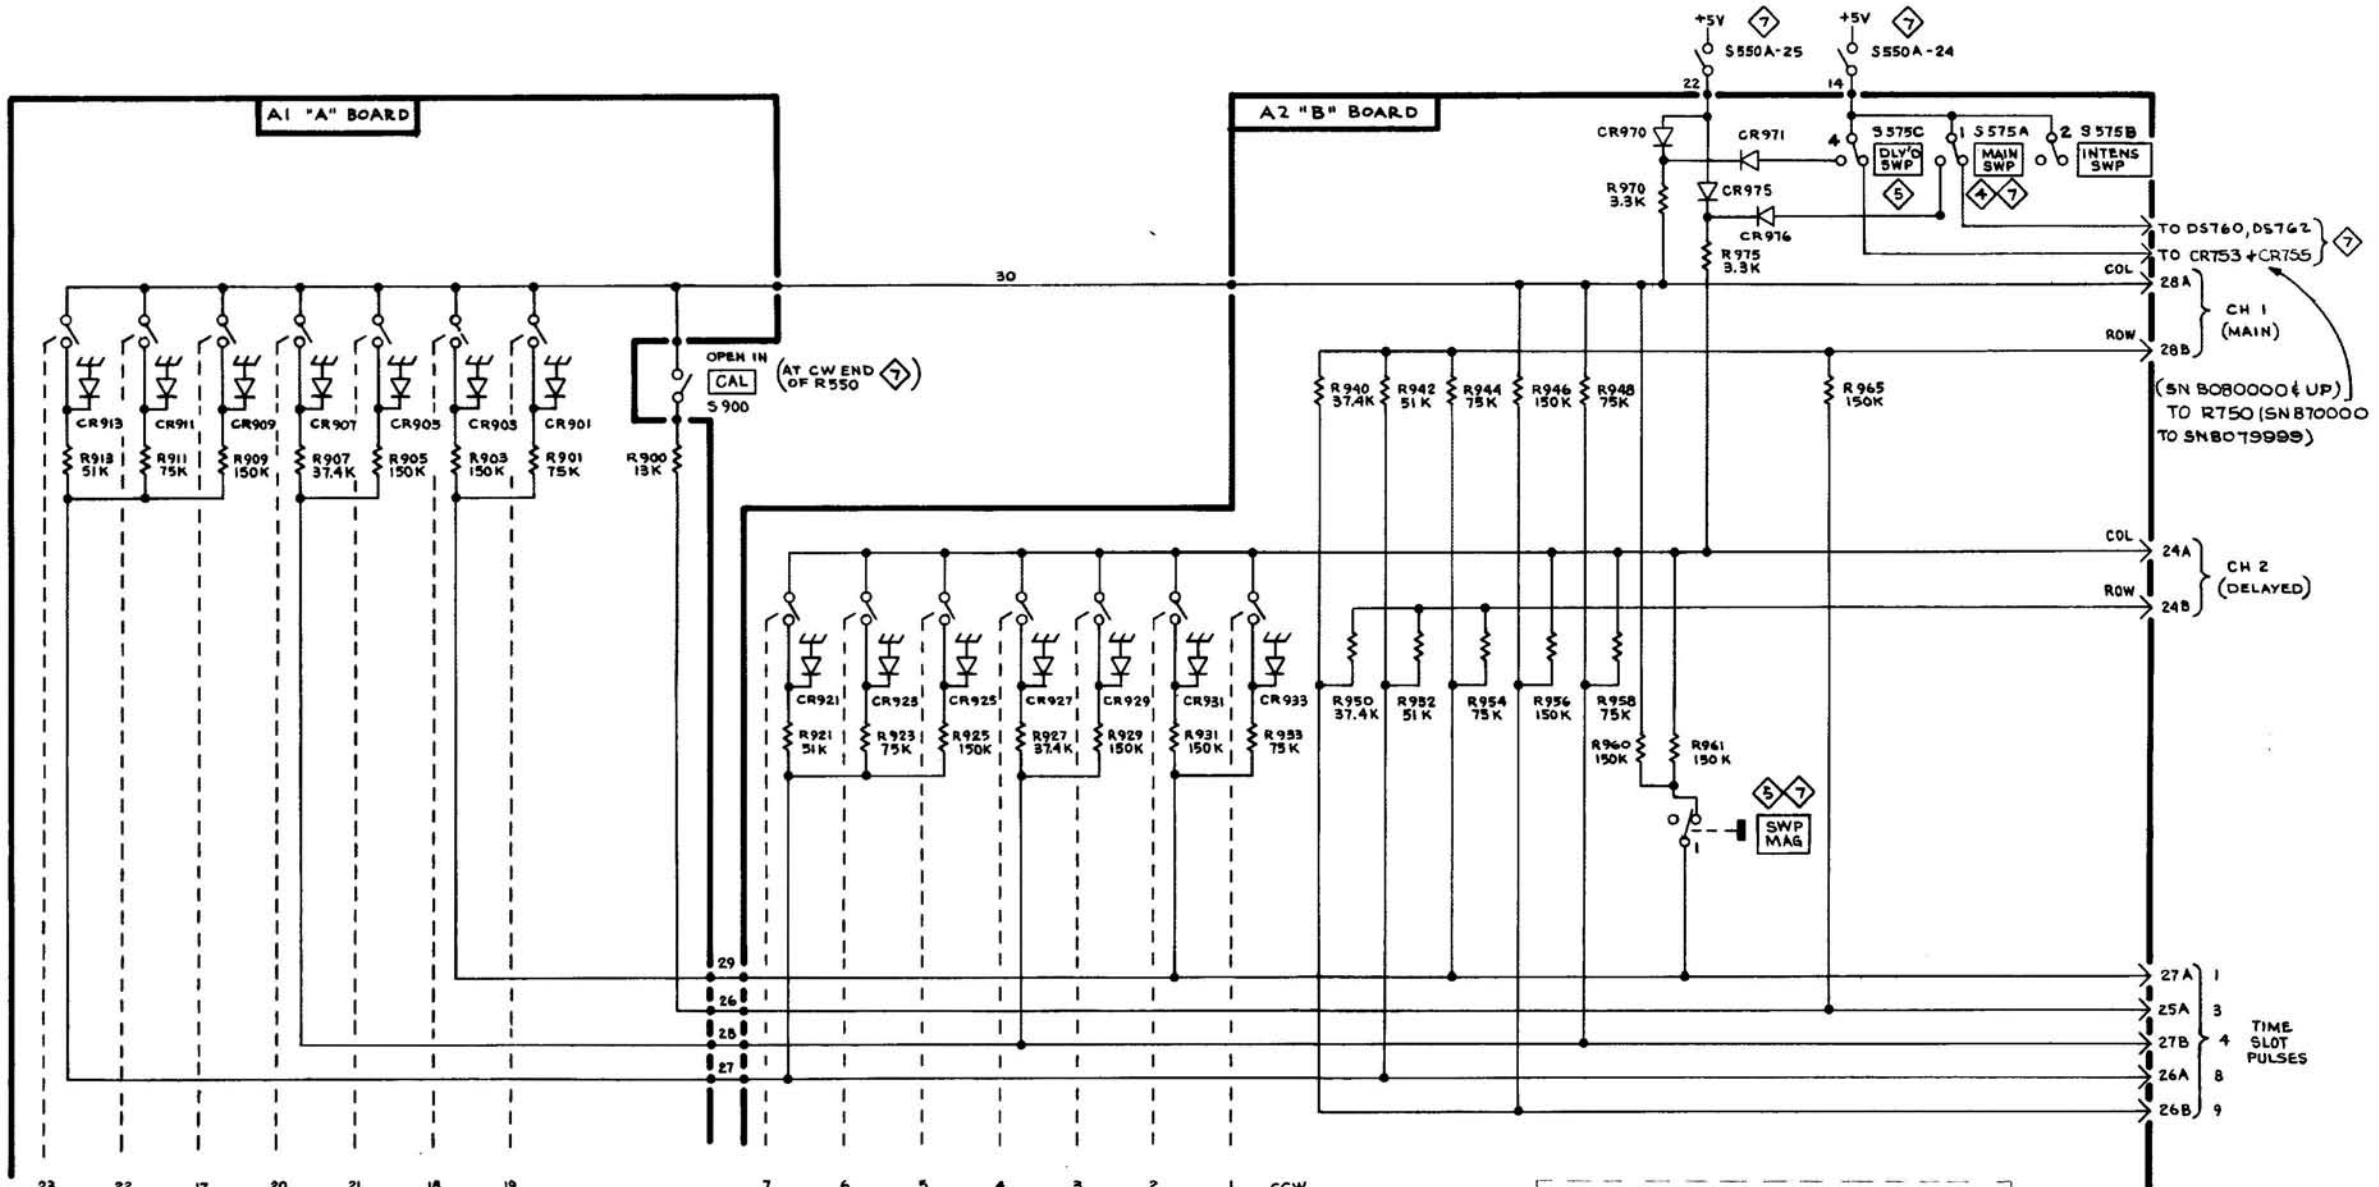 +5V 7 +5V 7
S550A-25 S550A-24
22 14
A1 "A" BOARD
A2 "B" BOARD
CR970 CR971 4 S575C 1 S575A 2 S575B
DLY'D SWP
MAIN SWP
INTENS SWP
5 4 7
R970 3.3K
CR975
CR976
R975 3.3K
TO DS760, DS762
TO CR753 & CR755
7
30
COL 28A
ROW 28B
CH 1
(MAIN)
OPEN IN
CAL
S900
(AT CW END
OF R550 7)
(SN B080000 & UP)
TO R750 (SN B70000
TO SN B079999)
CR913 CR911 CR909 CR907 CR905 CR903 CR901
R913 51K
R911 75K
R909 150K
R907 37.4K
R905 150K
R903 150K
R901 75K
R900 13K
R940 37.4K
R942 51K
R944 75K
R946 150K
R948 75K
R965 150K
COL 24A
ROW 24B
CH 2
(DELAYED)
CR921 CR923 CR925 CR927 CR929 CR931 CR933
R921 51K
R923 75K
R925 150K
R927 37.4K
R929 150K
R931 150K
R933 75K
R950 37.4K
R952 51K
R954 75K
R956 150K
R958 75K
R960 150K
R961 150K
5 7
SWP MAG
1
29
26
28
27
27A 1
25A 3
27B 4
26A 8
26B 9
TIME
SLOT
PULSES
23 22 17 20 21 18 19 7 6 5 4 3 2 1 CCW